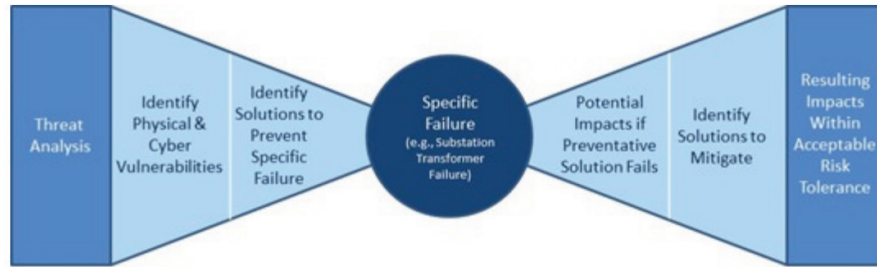 Threat
Analysis
Identify
Physical &
Cyber
Vulnerabilities
Identify
Solutions to
Prevent
Specific
Failure
Specific
Failure
(e.g., Substation
Transformer
Failure)
Potential
Impacts if
Preventative
Solution Fails
Identify
Solutions to
Mitigate
Resulting
Impacts
Within
Acceptable
Risk
Tolerance